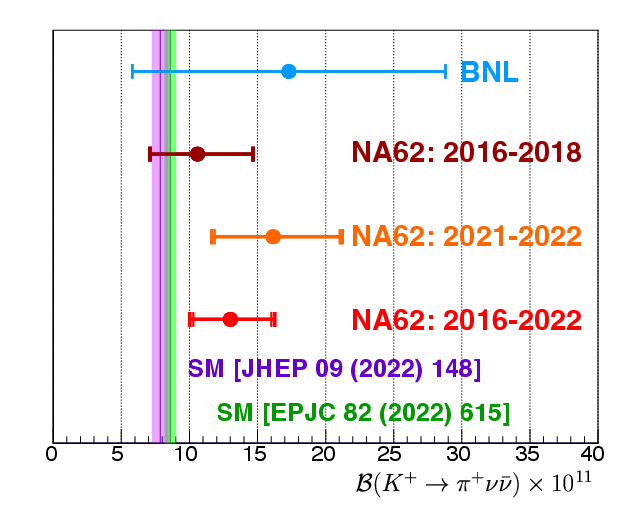 BNL
NA62: 2016-2018
NA62: 2021-2022
NA62: 2016-2022
SM [JHEP 09 (2022) 148]
SM [EPJC 82 (2022) 615]
0 5 10 15 20 25 30 35 40
𝓑(K⁺ → π⁺νν̄) × 10¹¹